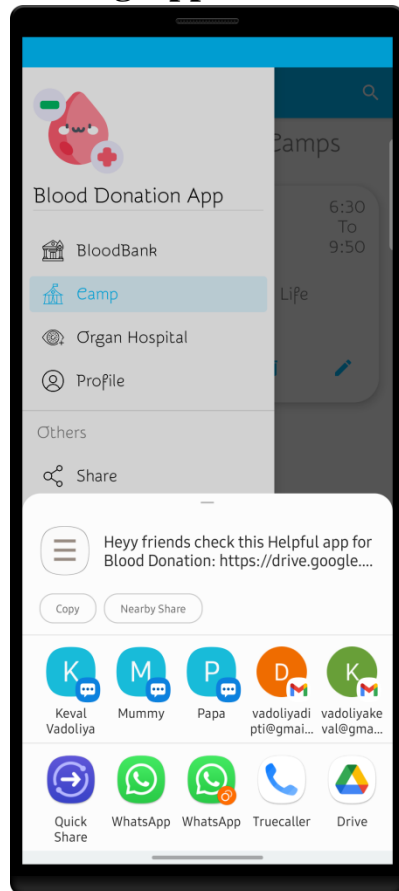 Camps
Blood Donation App
6:30
To
9:50
BloodBank
Camp
Life
Organ Hospital
Profile
Others
Share
Heyy friends check this Helpful app for
Blood Donation: https://drive.google....
Copy
Nearby Share
K
M
P
D
K
Keval
Vadoliya
Mummy
Papa
vadoliyadi
pti@gmai...
vadoliyake
val@gma...
Quick
Share
WhatsApp
WhatsApp
Truecaller
Drive